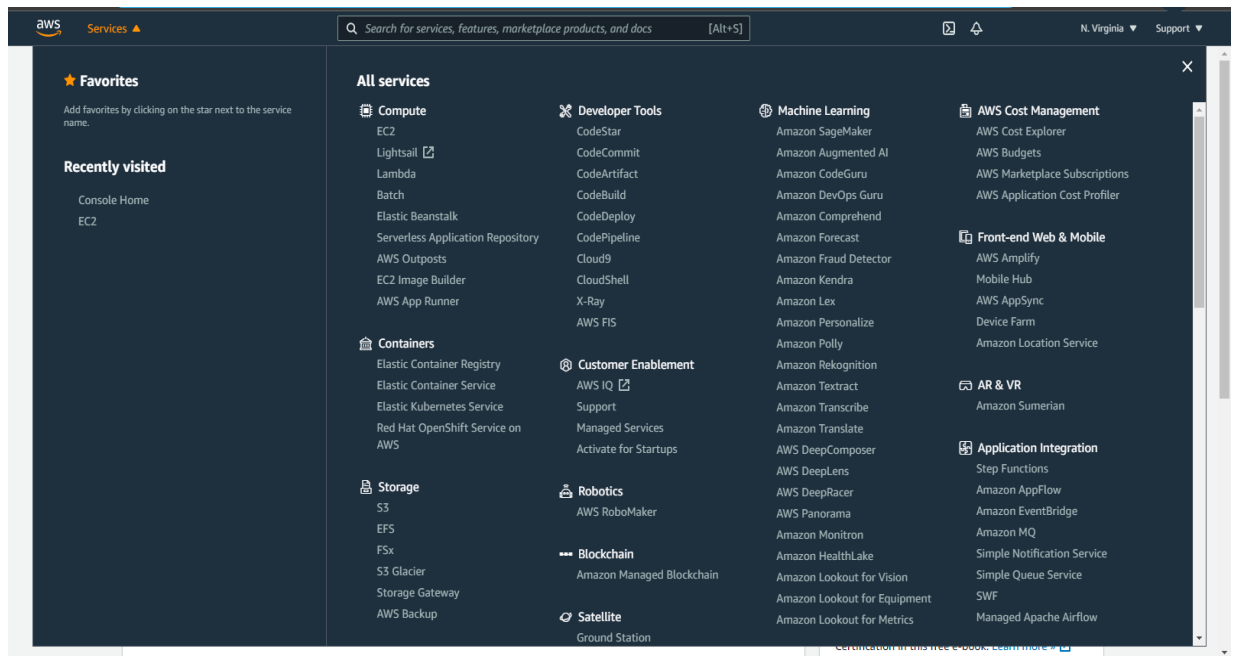 aws
Services
Search for services, features, marketplace products, and docs
[Alt+S]
N. Virginia
Support
Favorites
Add favorites by clicking on the star next to the service
name.
Recently visited
Console Home
EC2
All services
Compute
EC2
Lightsail
Lambda
Batch
Elastic Beanstalk
Serverless Application Repository
AWS Outposts
EC2 Image Builder
AWS App Runner
Containers
Elastic Container Registry
Elastic Container Service
Elastic Kubernetes Service
Red Hat OpenShift Service on
AWS
Storage
S3
EFS
FSx
S3 Glacier
Storage Gateway
AWS Backup
Developer Tools
CodeStar
CodeCommit
CodeArtifact
CodeBuild
CodeDeploy
CodePipeline
Cloud9
CloudShell
X-Ray
AWS FIS
Customer Enablement
AWS IQ
Support
Managed Services
Activate for Startups
Robotics
AWS RoboMaker
Blockchain
Amazon Managed Blockchain
Satellite
Ground Station
Machine Learning
Amazon SageMaker
Amazon Augmented AI
Amazon CodeGuru
Amazon DevOps Guru
Amazon Comprehend
Amazon Forecast
Amazon Fraud Detector
Amazon Kendra
Amazon Lex
Amazon Personalize
Amazon Polly
Amazon Rekognition
Amazon Textract
Amazon Transcribe
Amazon Translate
AWS DeepComposer
AWS DeepLens
AWS DeepRacer
AWS Panorama
Amazon Monitron
Amazon HealthLake
Amazon Lookout for Vision
Amazon Lookout for Equipment
Amazon Lookout for Metrics
AWS Cost Management
AWS Cost Explorer
AWS Budgets
AWS Marketplace Subscriptions
AWS Application Cost Profiler
Front-end Web & Mobile
AWS Amplify
Mobile Hub
AWS AppSync
Device Farm
Amazon Location Service
AR & VR
Amazon Sumerian
Application Integration
Step Functions
Amazon AppFlow
Amazon EventBridge
Amazon MQ
Simple Notification Service
Simple Queue Service
SWF
Managed Apache Airflow
Certification in this free e-book. Learn more